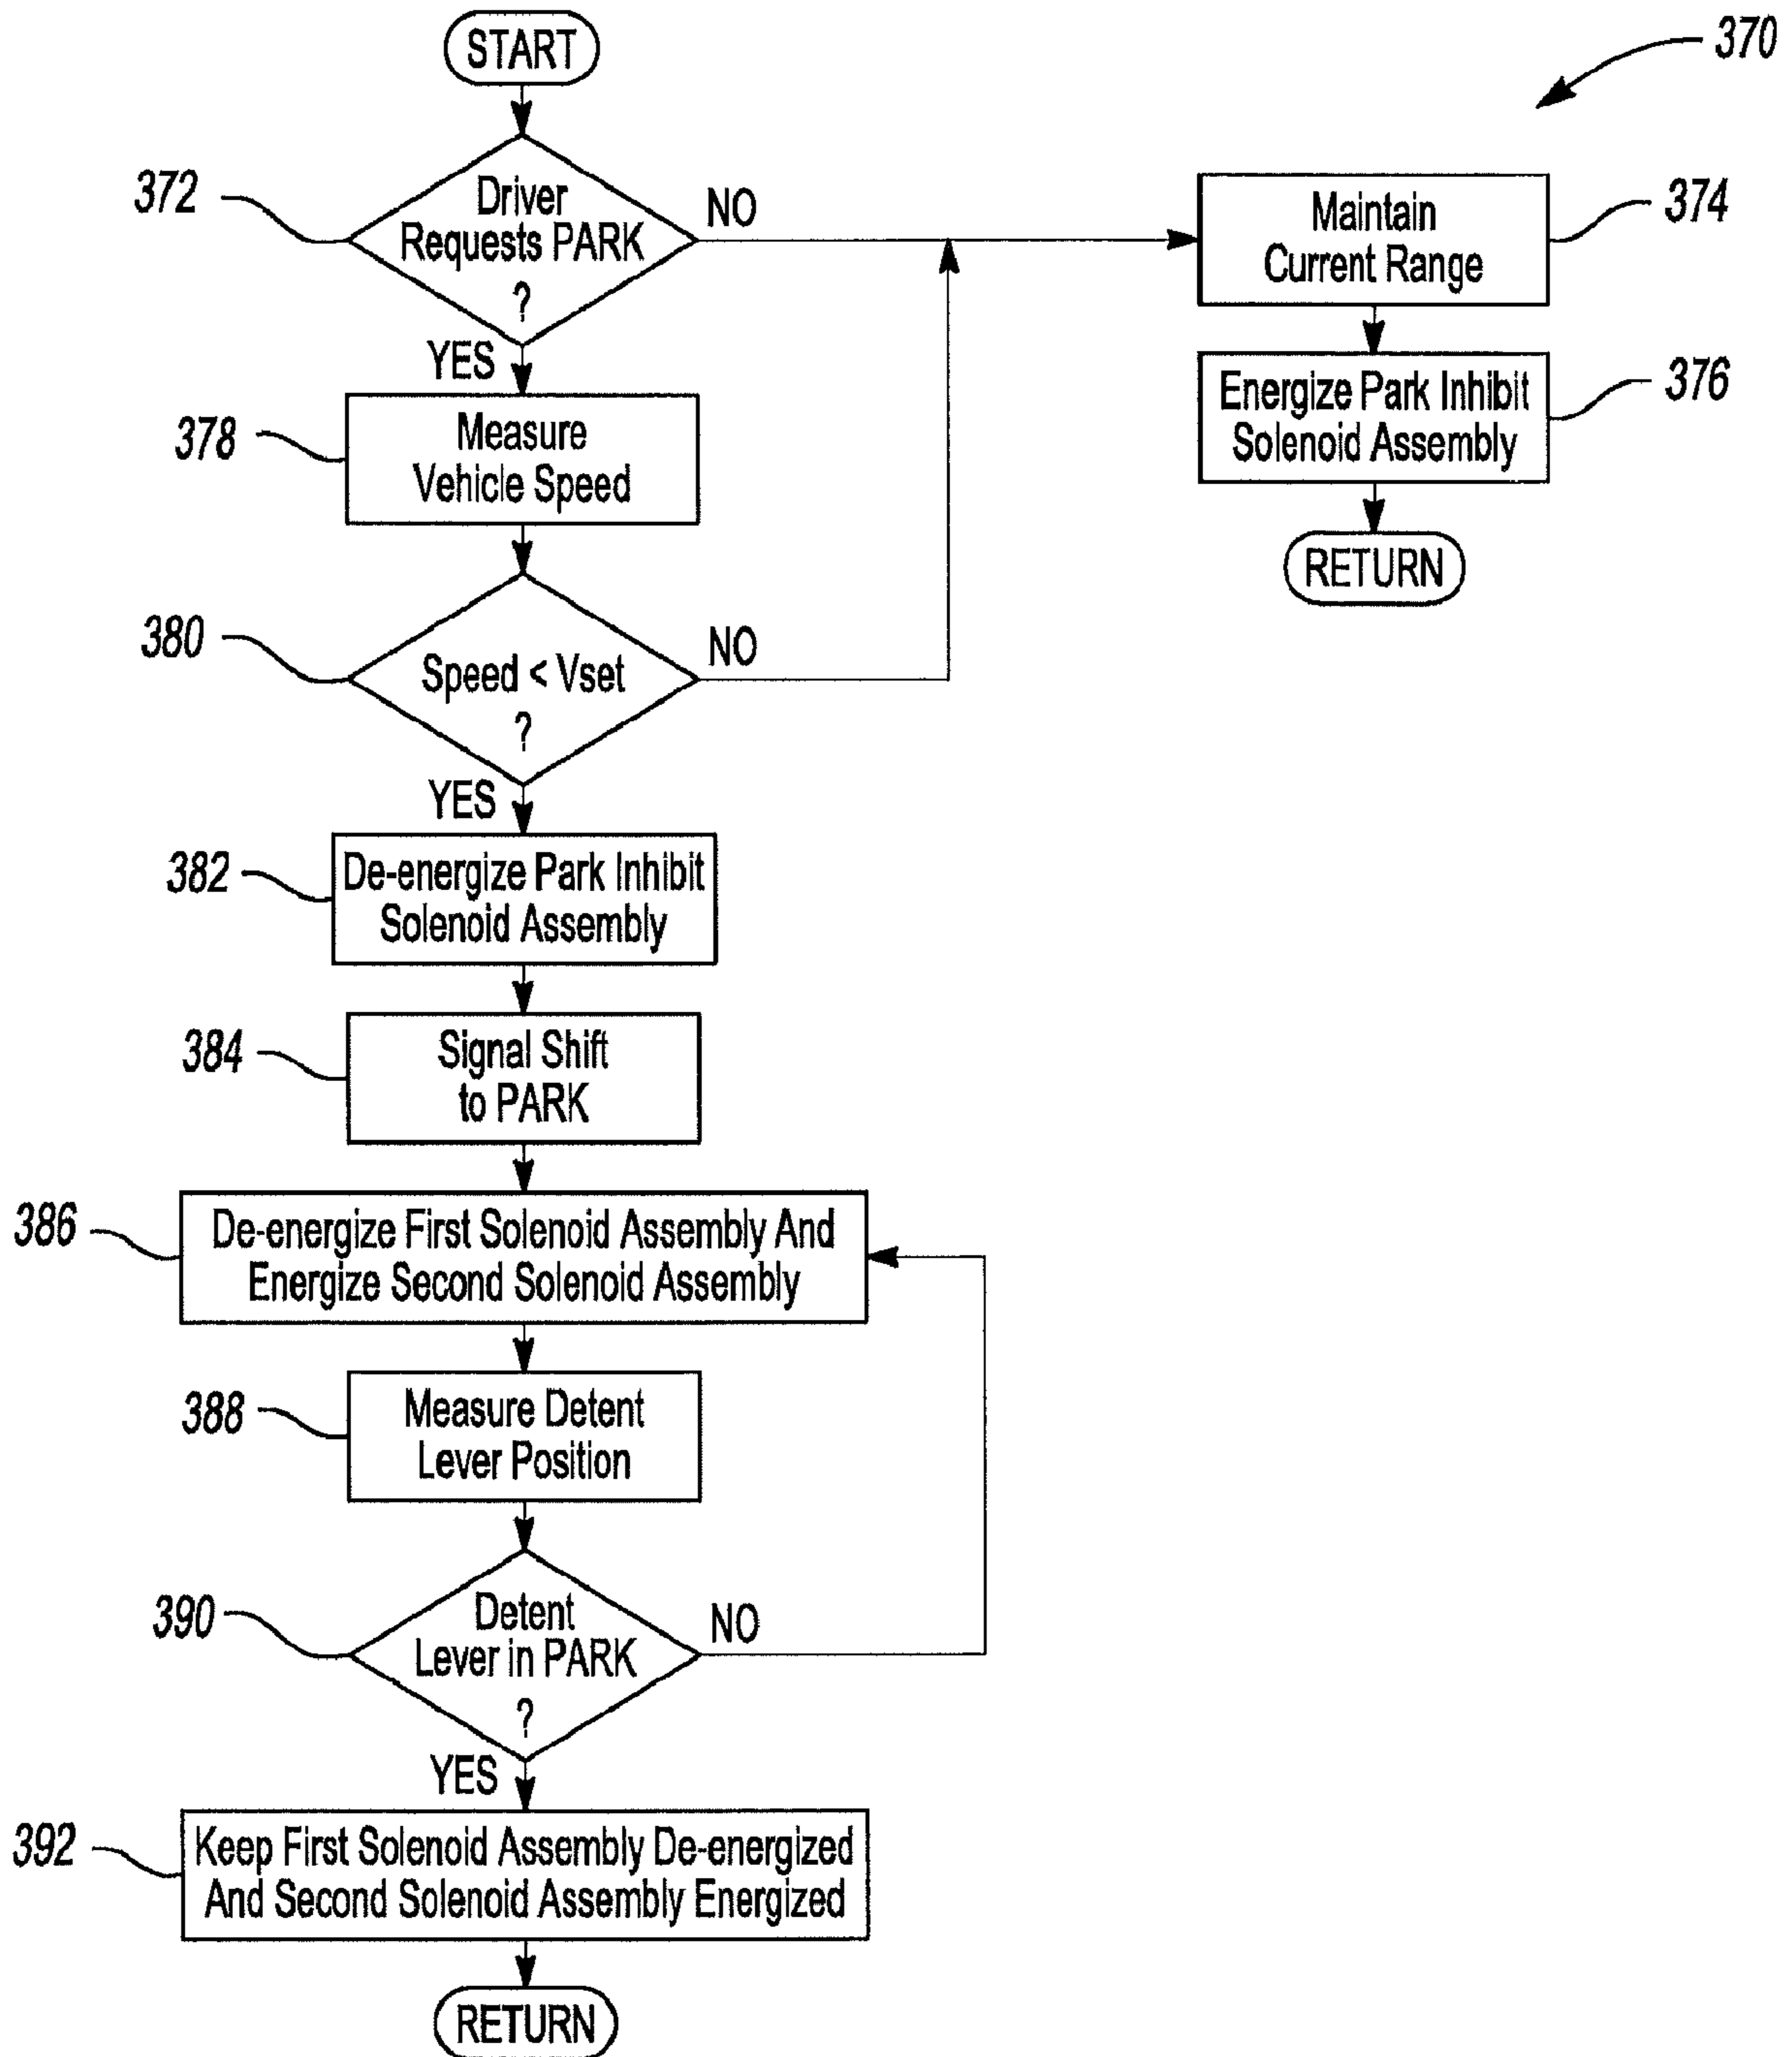 START
370
372
Driver
Requests PARK
?
NO
YES
Maintain
Current Range
374
Energize Park Inhibit
Solenoid Assembly
376
RETURN
378
Measure
Vehicle Speed
380
Speed < Vset
?
NO
YES
382
De-energize Park Inhibit
Solenoid Assembly
384
Signal Shift
to PARK
386
De-energize First Solenoid Assembly And
Energize Second Solenoid Assembly
388
Measure Detent
Lever Position
390
Detent
Lever in PARK
?
NO
YES
392
Keep First Solenoid Assembly De-energized
And Second Solenoid Assembly Energized
RETURN